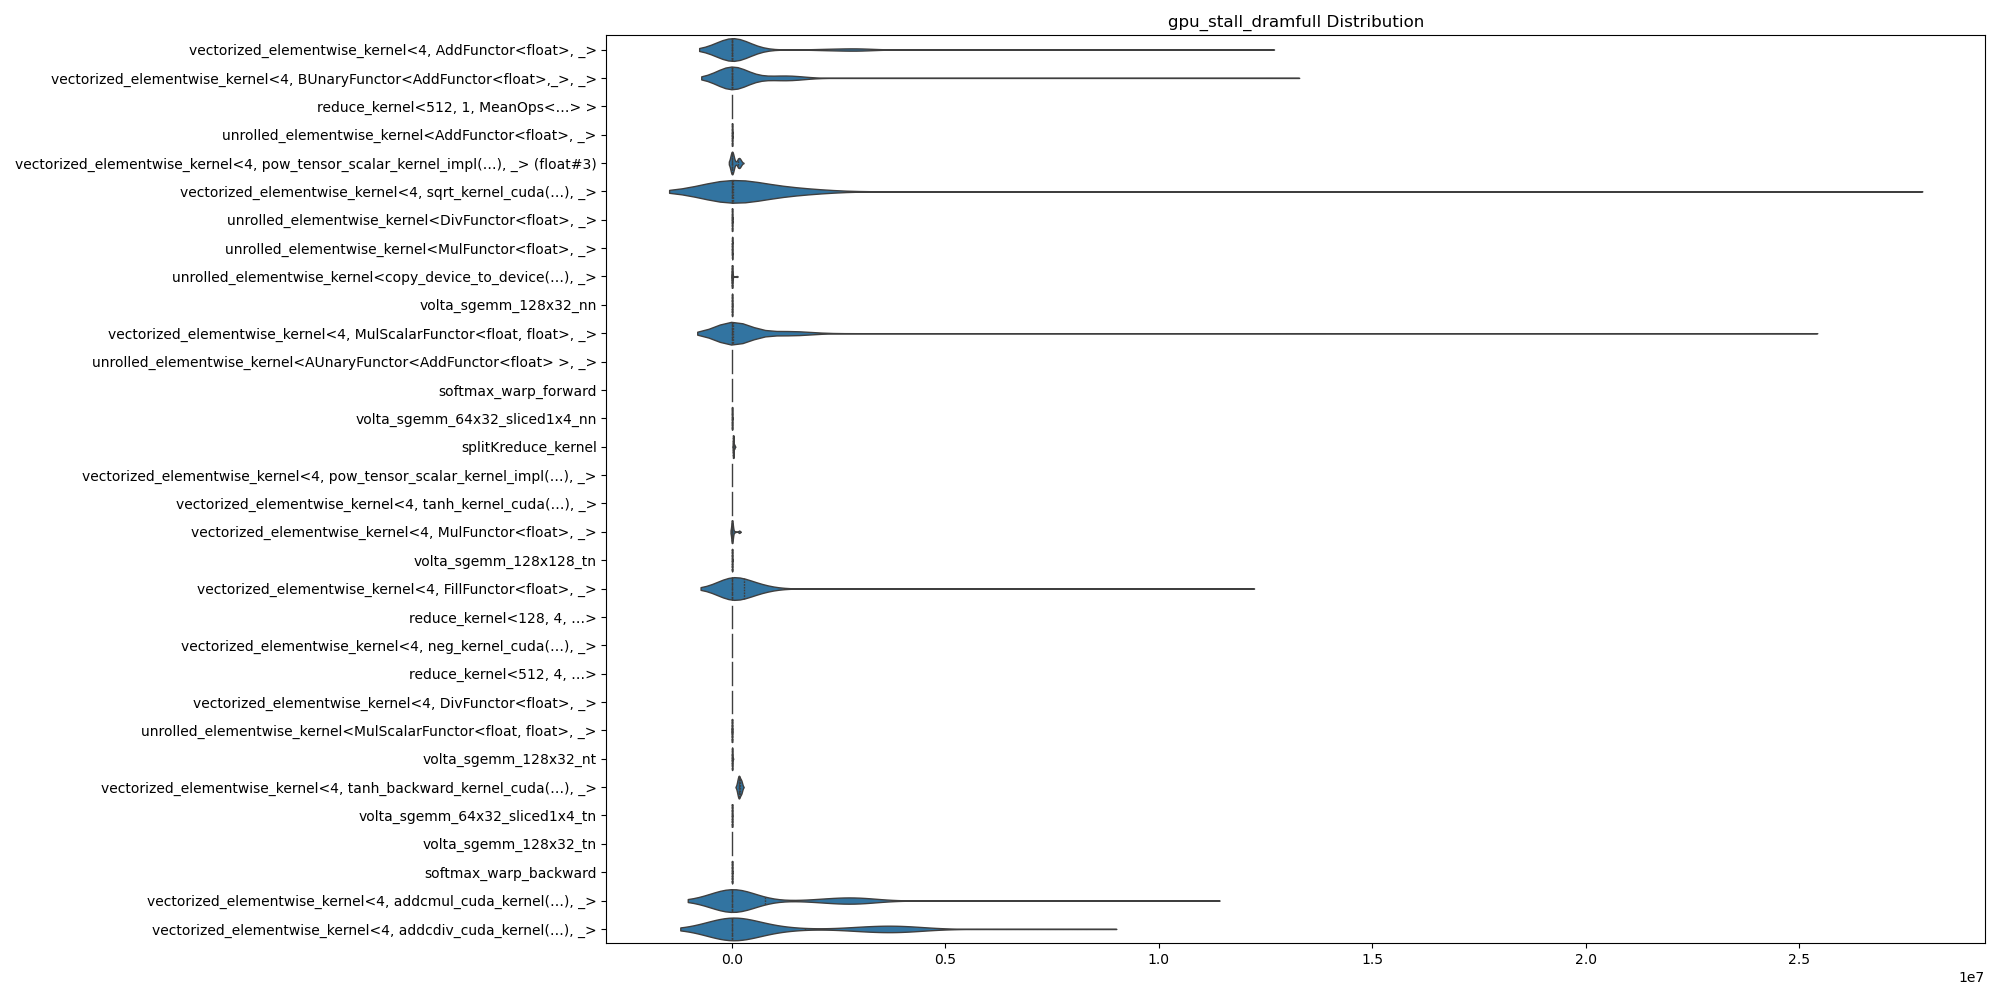 gpu_stall_dramfull Distribution
vectorized_elementwise_kernel<4, AddFunctor<float>, _>
vectorized_elementwise_kernel<4, BUnaryFunctor<AddFunctor<float>,_>, _>
reduce_kernel<512, 1, MeanOps<...> >
unrolled_elementwise_kernel<AddFunctor<float>, _>
vectorized_elementwise_kernel<4, pow_tensor_scalar_kernel_impl(...), _> (float#3)
vectorized_elementwise_kernel<4, sqrt_kernel_cuda(...), _>
unrolled_elementwise_kernel<DivFunctor<float>, _>
unrolled_elementwise_kernel<MulFunctor<float>, _>
unrolled_elementwise_kernel<copy_device_to_device(...), _>
volta_sgemm_128x32_nn
vectorized_elementwise_kernel<4, MulScalarFunctor<float, float>, _>
unrolled_elementwise_kernel<AUnaryFunctor<AddFunctor<float> >, _>
softmax_warp_forward
volta_sgemm_64x32_sliced1x4_nn
splitKreduce_kernel
vectorized_elementwise_kernel<4, pow_tensor_scalar_kernel_impl(...), _>
vectorized_elementwise_kernel<4, tanh_kernel_cuda(...), _>
vectorized_elementwise_kernel<4, MulFunctor<float>, _>
volta_sgemm_128x128_tn
vectorized_elementwise_kernel<4, FillFunctor<float>, _>
reduce_kernel<128, 4, ...>
vectorized_elementwise_kernel<4, neg_kernel_cuda(...), _>
reduce_kernel<512, 4, ...>
vectorized_elementwise_kernel<4, DivFunctor<float>, _>
unrolled_elementwise_kernel<MulScalarFunctor<float, float>, _>
volta_sgemm_128x32_nt
vectorized_elementwise_kernel<4, tanh_backward_kernel_cuda(...), _>
volta_sgemm_64x32_sliced1x4_tn
volta_sgemm_128x32_tn
softmax_warp_backward
vectorized_elementwise_kernel<4, addcmul_cuda_kernel(...), _>
vectorized_elementwise_kernel<4, addcdiv_cuda_kernel(...), _>
0.0 0.5 1.0 1.5 2.0 2.5
1e7